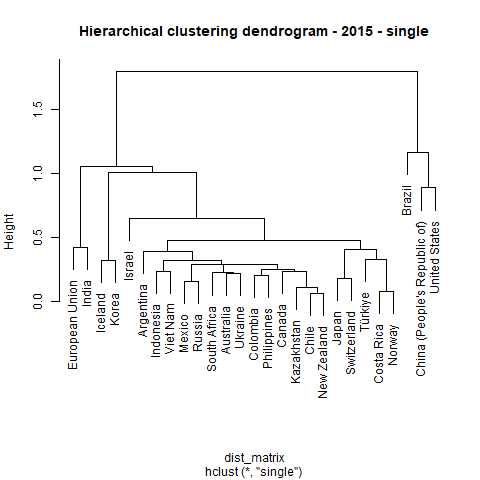 Hierarchical clustering dendrogram - 2015 - single
Height
0.0
0.5
1.0
1.5
European Union
India
Iceland
Korea
Israel
Argentina
Indonesia
Viet Nam
Mexico
Russia
South Africa
Australia
Ukraine
Colombia
Philippines
Canada
Kazakhstan
Chile
New Zealand
Japan
Switzerland
Türkiye
Costa Rica
Norway
Brazil
China (People's Republic of)
United States
dist_matrix
hclust (*, "single")